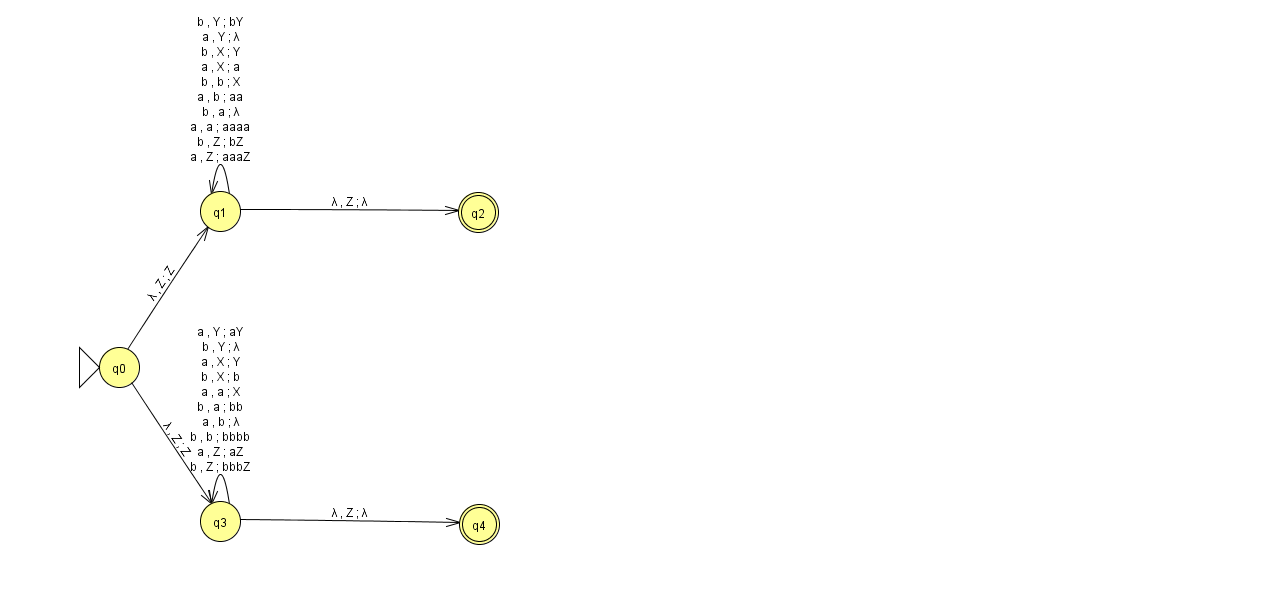 b , Y ; bY
a , Y ; λ
b , X ; Y
a , X ; a
b , b ; X
a , b ; aa
b , a ; λ
a , a ; aaaa
b , Z ; bZ
a , Z ; aaaZ
q1
λ , Z ; λ
q2
λ , Z ; Z
q0
a , Y ; aY
b , Y ; λ
a , X ; Y
b , X ; b
a , a ; X
b , a ; bb
a , b ; λ
b , b ; bbbb
a , Z ; aZ
b , Z ; bbbZ
λ , Z ; Z
q3
λ , Z ; λ
q4